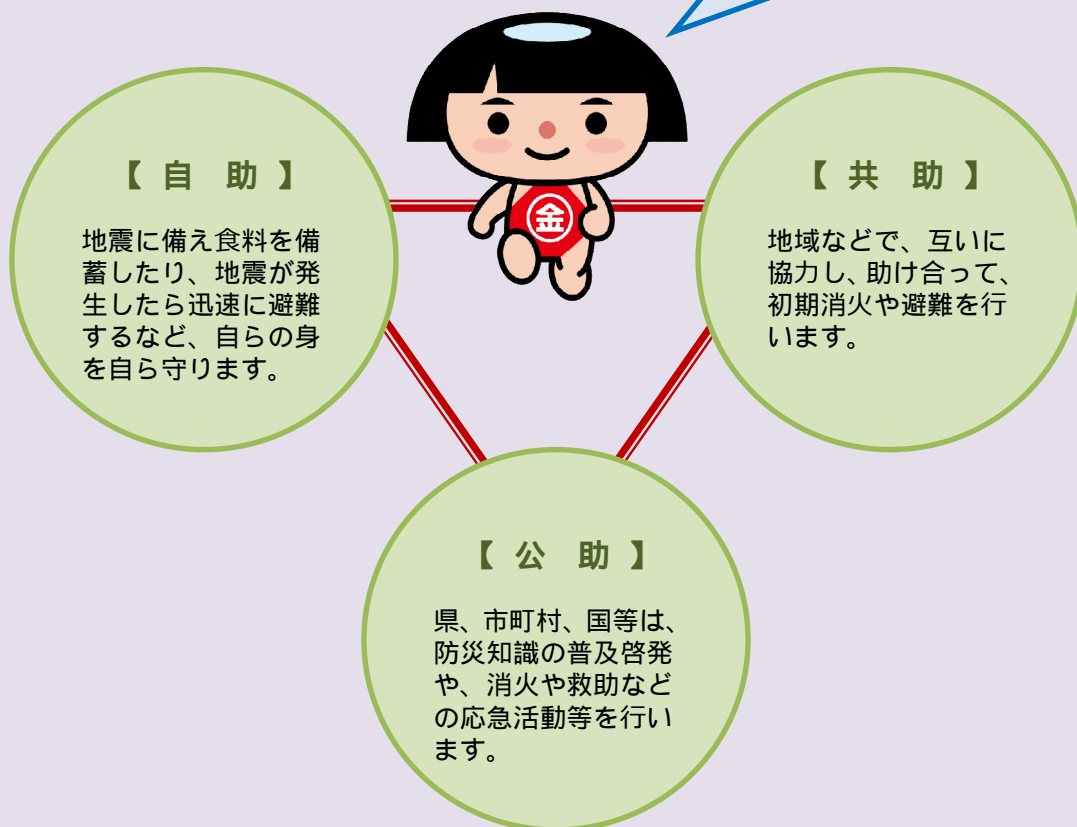 【 自　助 】
地震に備え食料を備
蓄したり、地震が発
生したら迅速に避難
するなど、自らの身
を自ら守ります。
金
【 共　助 】
地域などで、互いに
協力し、助け合って、
初期消火や避難を行
います。
【 公　助 】
県、市町村、国等は、
防災知識の普及啓発
や、消火や救助など
の応急活動等を行い
ます。